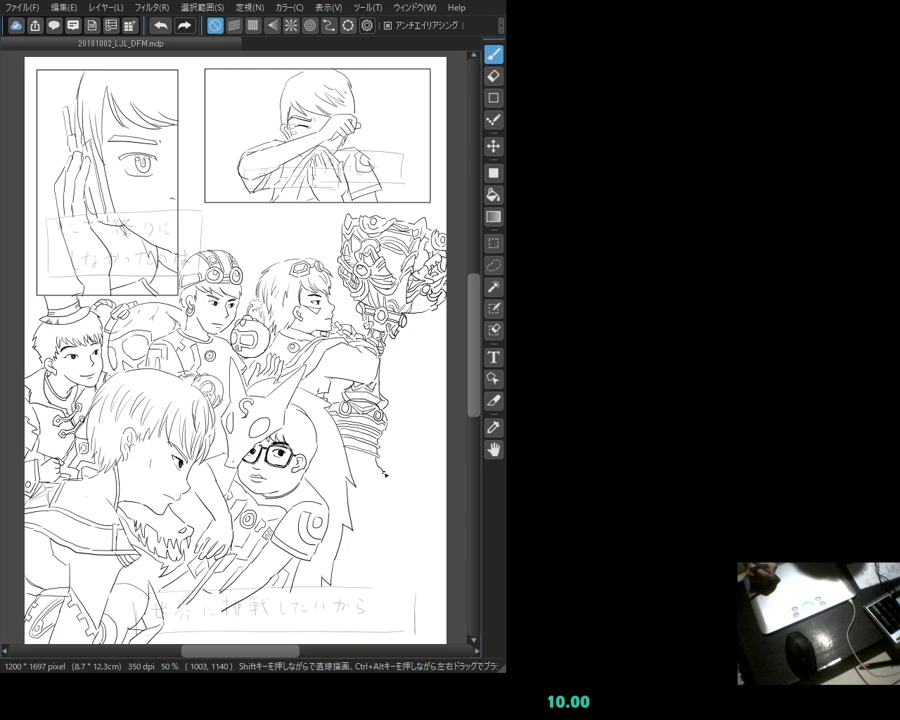 ファイル(F) 編集(E) レイヤー(L) フィルタ(R) 選択範囲(S) 定規(N) カラー(C) 表示(V) ツール(T) ウィンドウ(W) Help
アンチエイリアシング
20181002_LJL_DFM.mdp
しなかったのは
世界に挑戦したいから
1200 * 1697 pixel (8.7 * 12.3cm) 350 dpi 50 % ( 1003, 1140 ) Shiftキーを押しながらで直線描画、Ctrl+Altキーを押しながら左右ドラッグでブラ
10.00